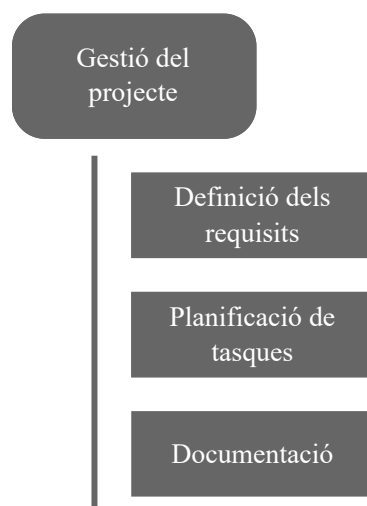 Gestió del
projecte
Definició dels
requisits
Planificació de
tasques
Documentació